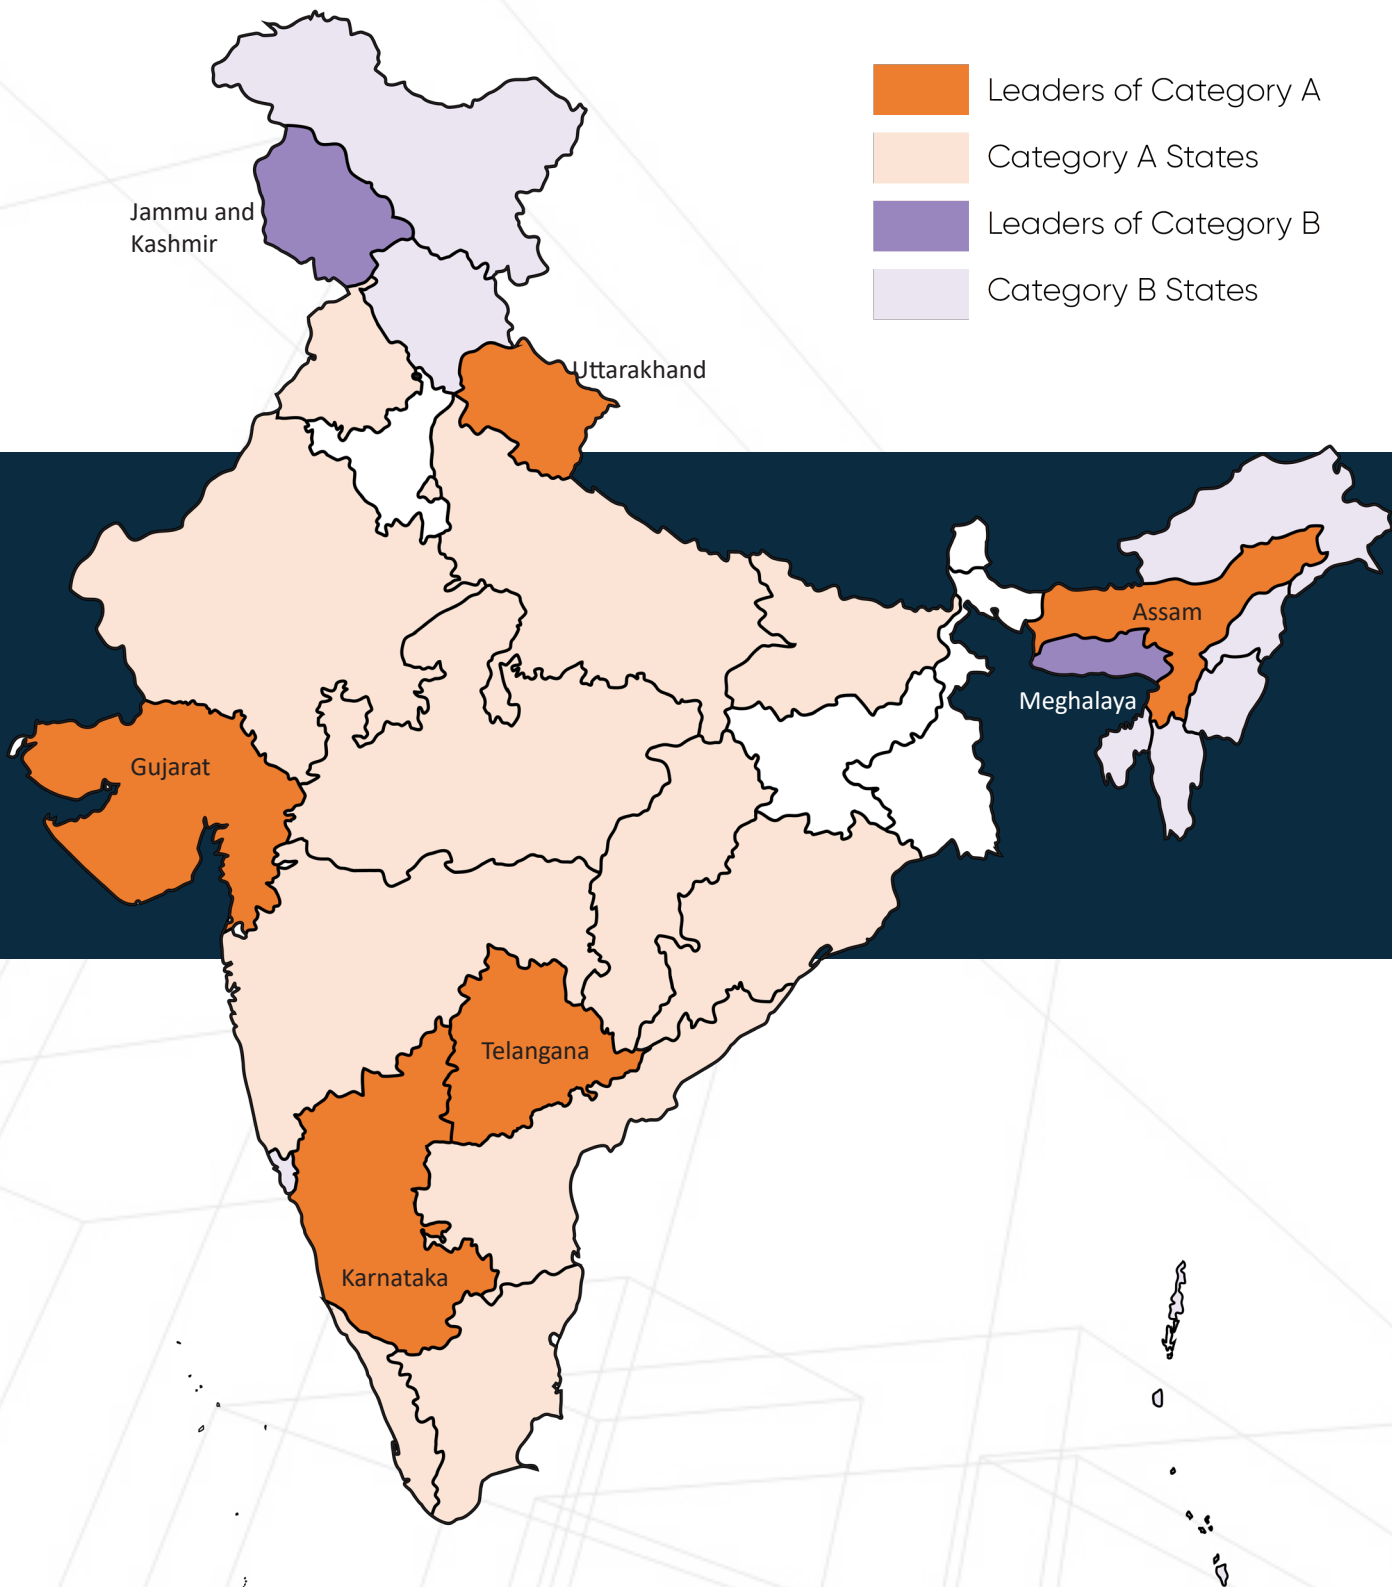 Leaders of Category A
Category A States
Leaders of Category B
Category B States
Jammu and
Kashmir
Uttarakhand
Assam
Meghalaya
Gujarat
Telangana
Karnataka